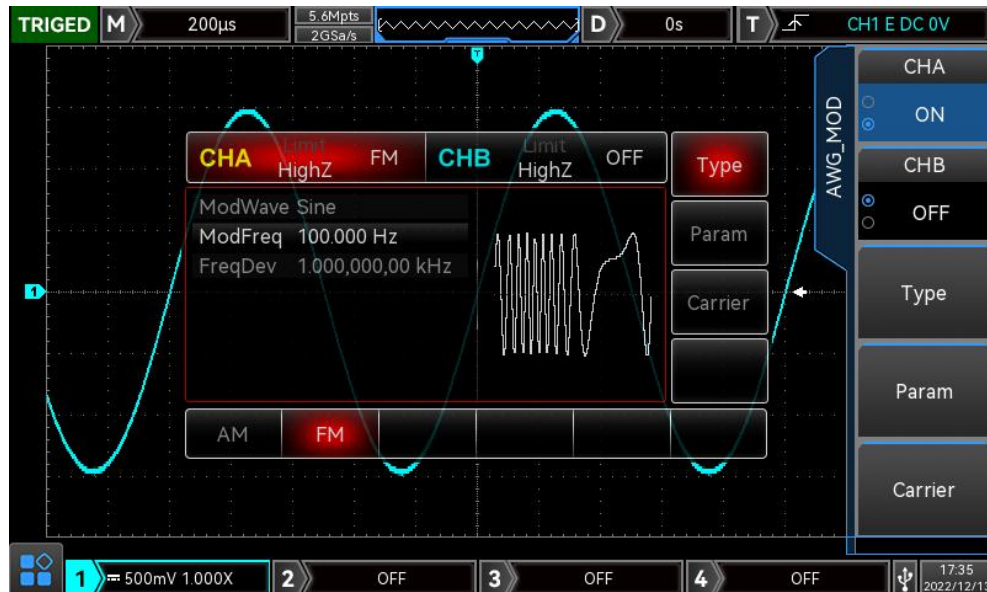 TRIGED M 200μs 5.6Mpts D 0s T CH1 E DC 0V
2GSa/s
T
CHA
ON
AWG_MOD
CHB
OFF
Type
Param
Carrier
CHA Limit HighZ FM CHB Limit HighZ OFF Type
ModWave Sine
ModFreq 100.000 Hz Param
FreqDev 1.000,000,00 kHz
Carrier
1
AM FM
1 500mV 1.000X 2 OFF 3 OFF 4 OFF 17:35
2022/12/13